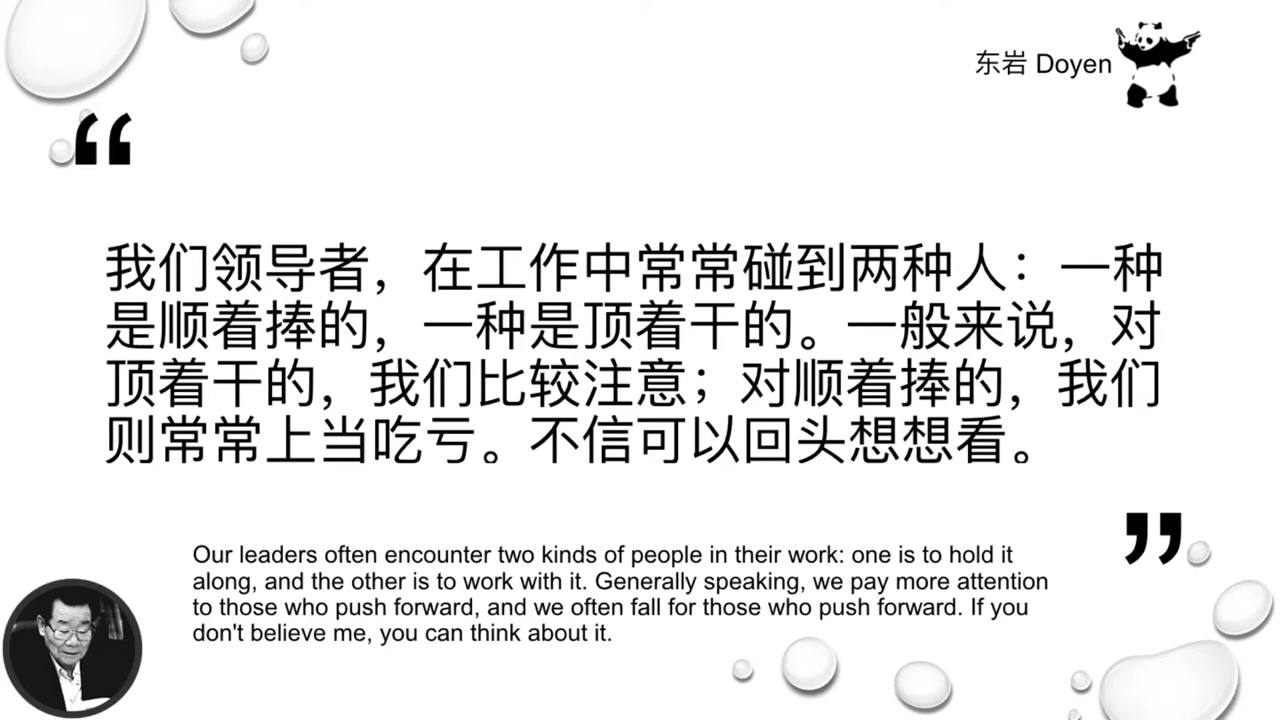 东岩 Doyen
“
我们领导者，在工作中常常碰到两种人：一种
是顺着捧的，一种是顶着干的。一般来说，对
顶着干的，我们比较注意；对顺着捧的，我们
则常常上当吃亏。不信可以回头想想看。
”
Our leaders often encounter two kinds of people in their work: one is to hold it
along, and the other is to work with it. Generally speaking, we pay more attention
to those who push forward, and we often fall for those who push forward. If you
don't believe me, you can think about it.